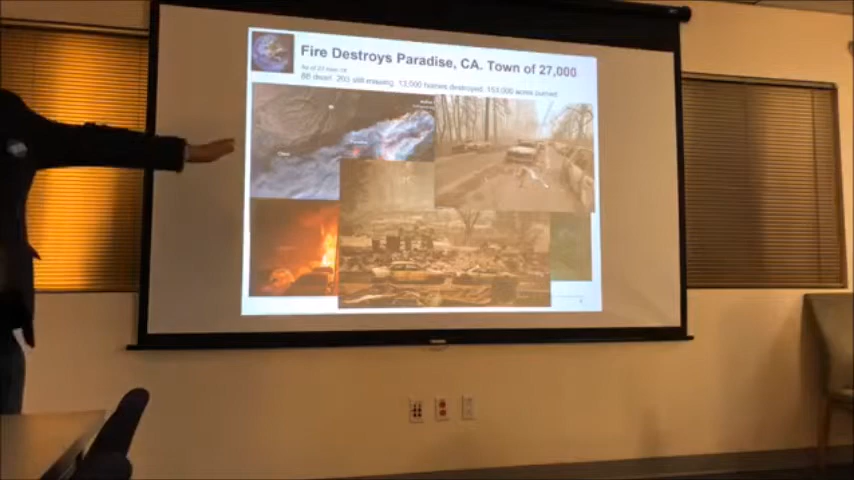 Fire Destroys Paradise, CA. Town of 27,000
88 dead. 203 still missing. 13,000 homes destroyed. 153,000 acres burned